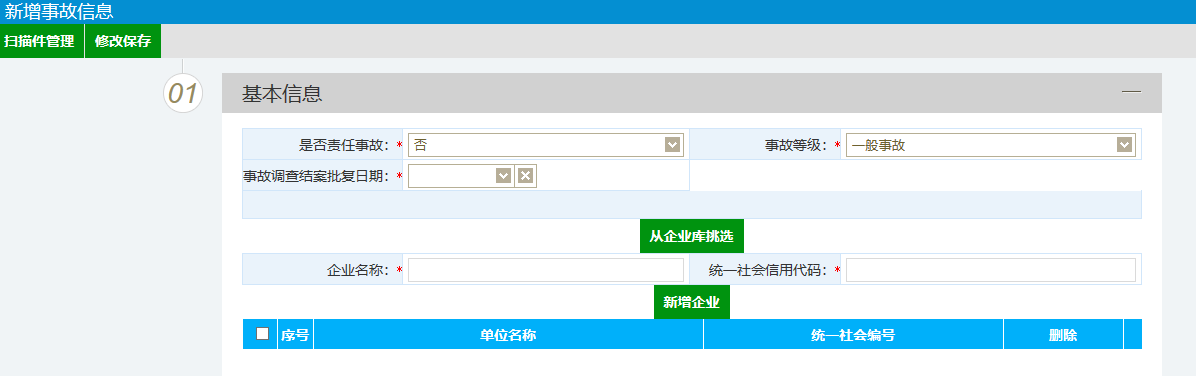 新增事故信息
扫描件管理 修改保存
01 基本信息
是否责任事故：* 否 事故等级：* 一般事故
事故调查结案批复日期：*
从企业库挑选
企业名称：* 统一社会信用代码：*
新增企业
序号 单位名称 统一社会编号 删除